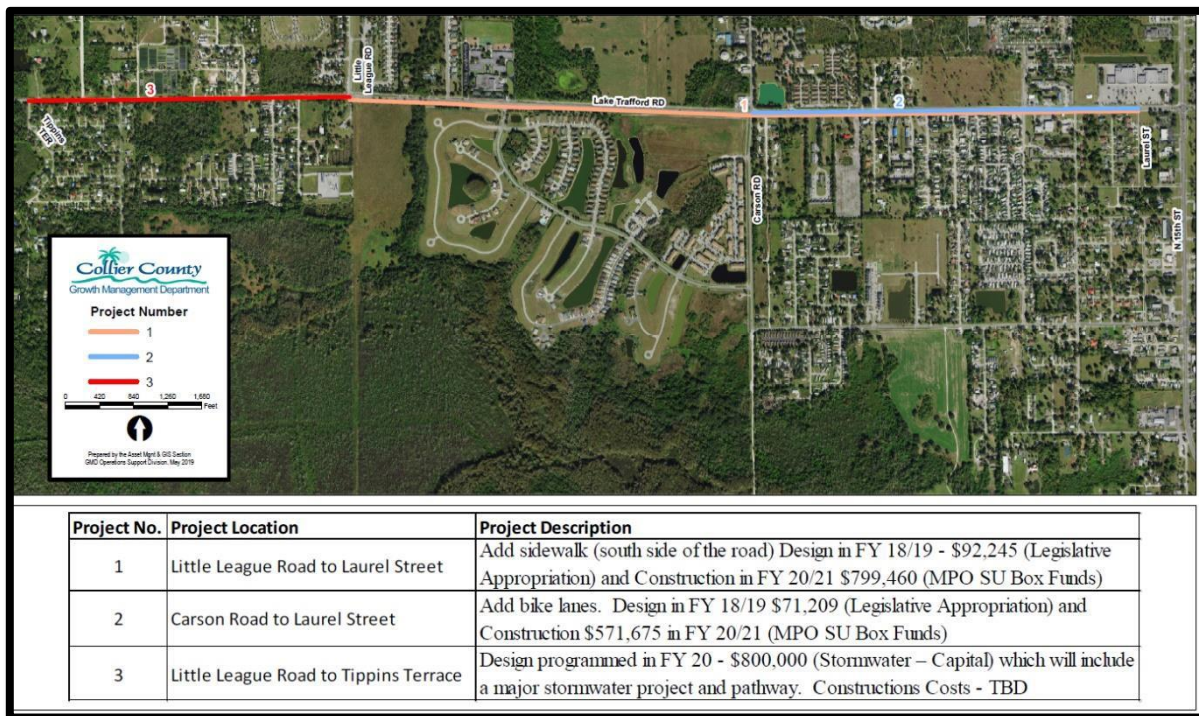 3
Little
League RD
Lake Trafford RD
1
2
Tippins
TER
Carson RD
Laurel ST
N 15th ST
Collier County
Growth Management Department
Project Number
1
2
3
0 420 840 1,260 1,680
Feet
Prepared by the Asset Mgnt & GIS Section
GMD Operations Support Division, May 2019
Project No. Project Location Project Description
1 Little League Road to Laurel Street Add sidewalk (south side of the road) Design in FY 18/19 - $92,245 (Legislative
Appropriation) and Construction in FY 20/21 $799,460 (MPO SU Box Funds)
2 Carson Road to Laurel Street Add bike lanes. Design in FY 18/19 $71,209 (Legislative Appropriation) and
Construction $571,675 in FY 20/21 (MPO SU Box Funds)
3 Little League Road to Tippins Terrace Design programmed in FY 20 - $800,000 (Stormwater – Capital) which will include
a major stormwater project and pathway. Constructions Costs - TBD